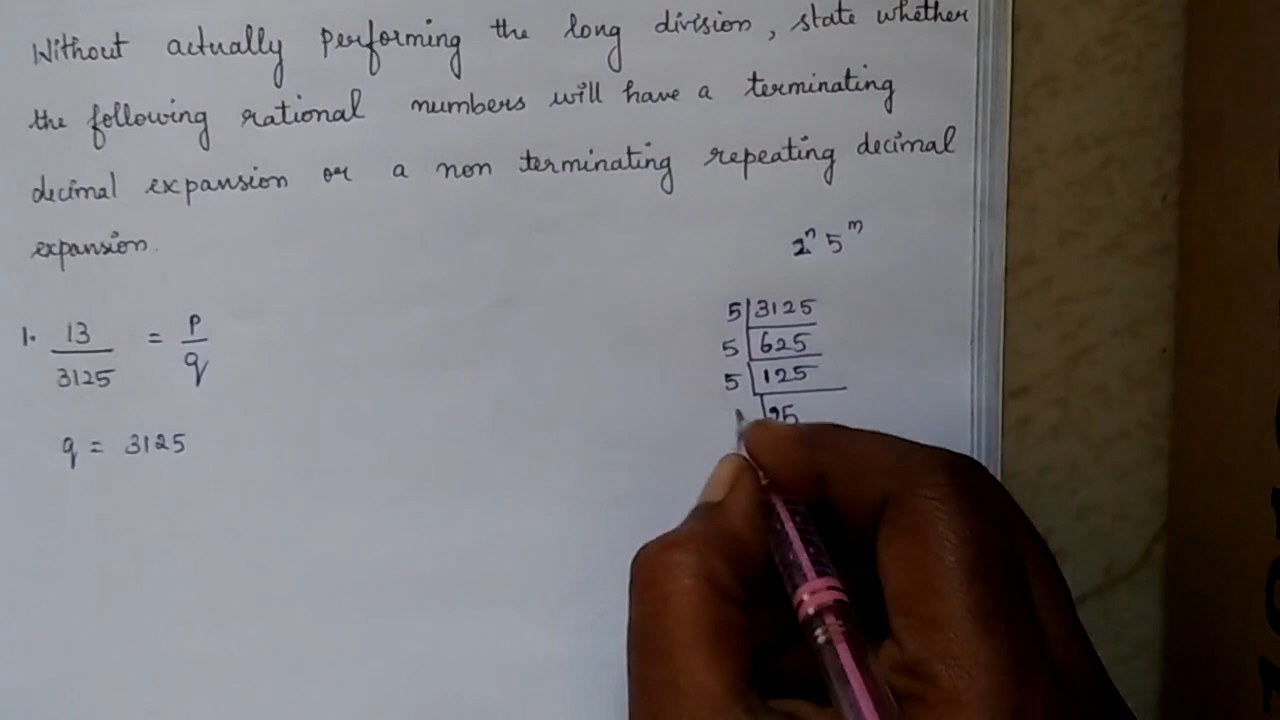 Without actually performing the long division, state whether
the following rational numbers will have a terminating
decimal expansion or a non terminating repeating decimal
expansion.
2ⁿ 5ᵐ
1. 13/3125 = p/q
q = 3125
5 | 3125
5 | 625
5 | 125
25